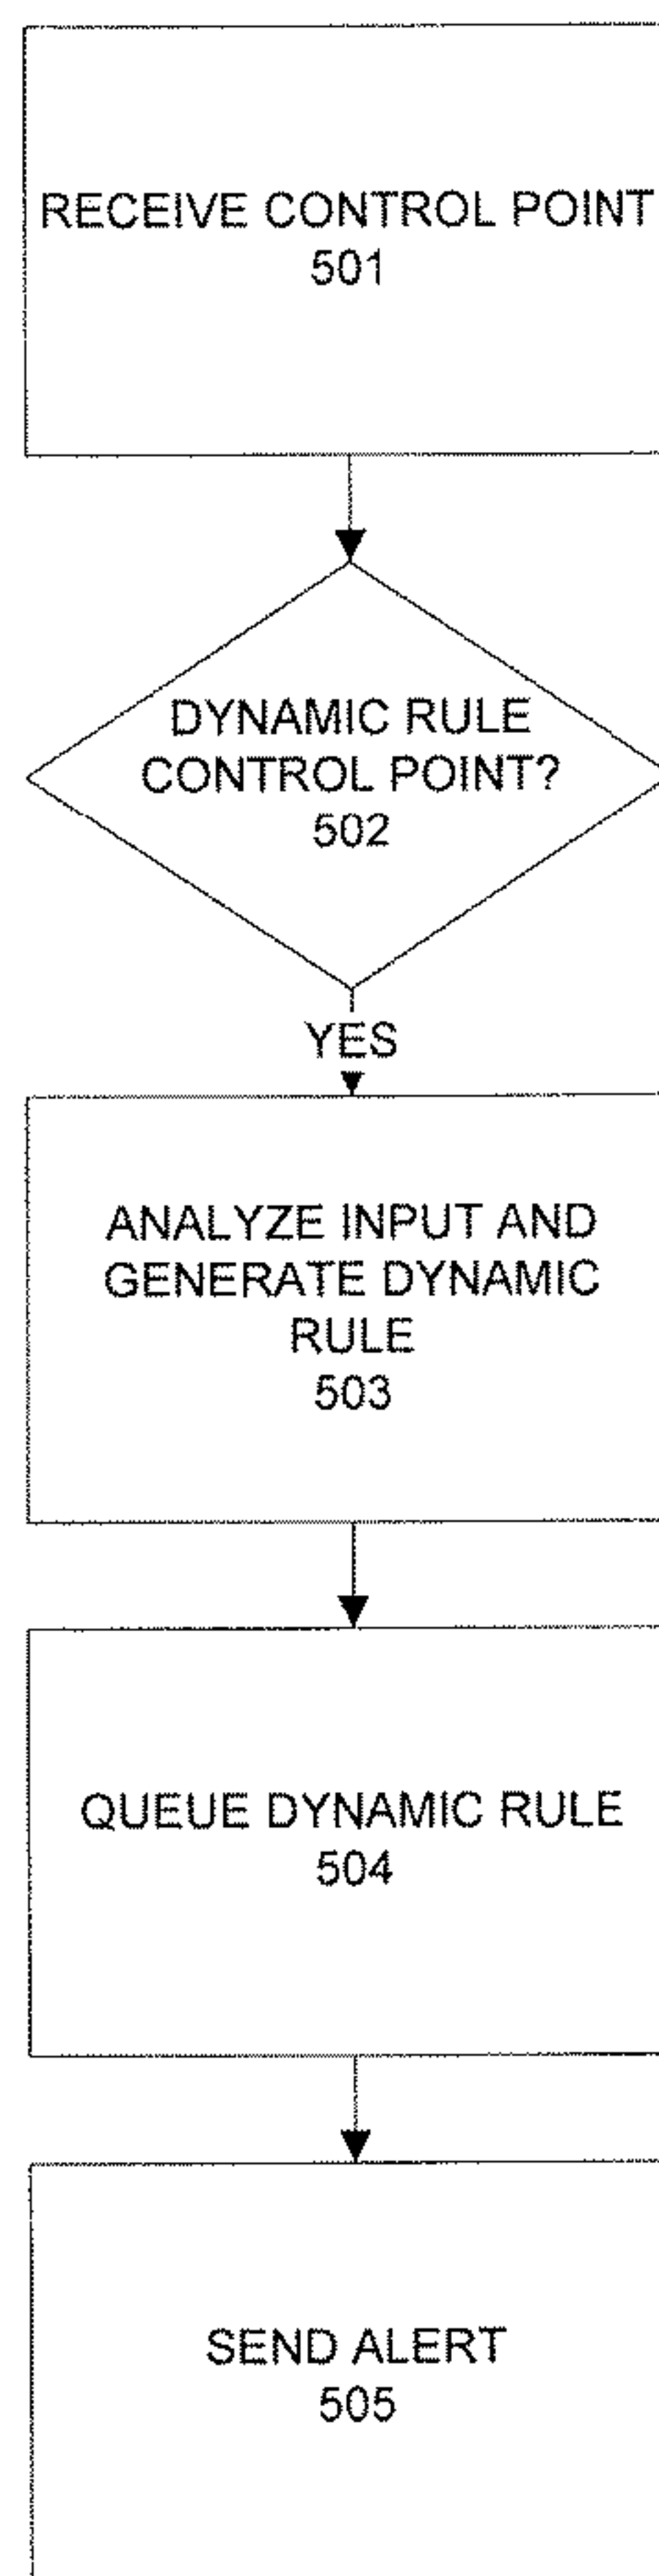 RECEIVE CONTROL POINT
501
DYNAMIC RULE
CONTROL POINT?
502
YES
ANALYZE INPUT AND
GENERATE DYNAMIC
RULE
503
QUEUE DYNAMIC RULE
504
SEND ALERT
505